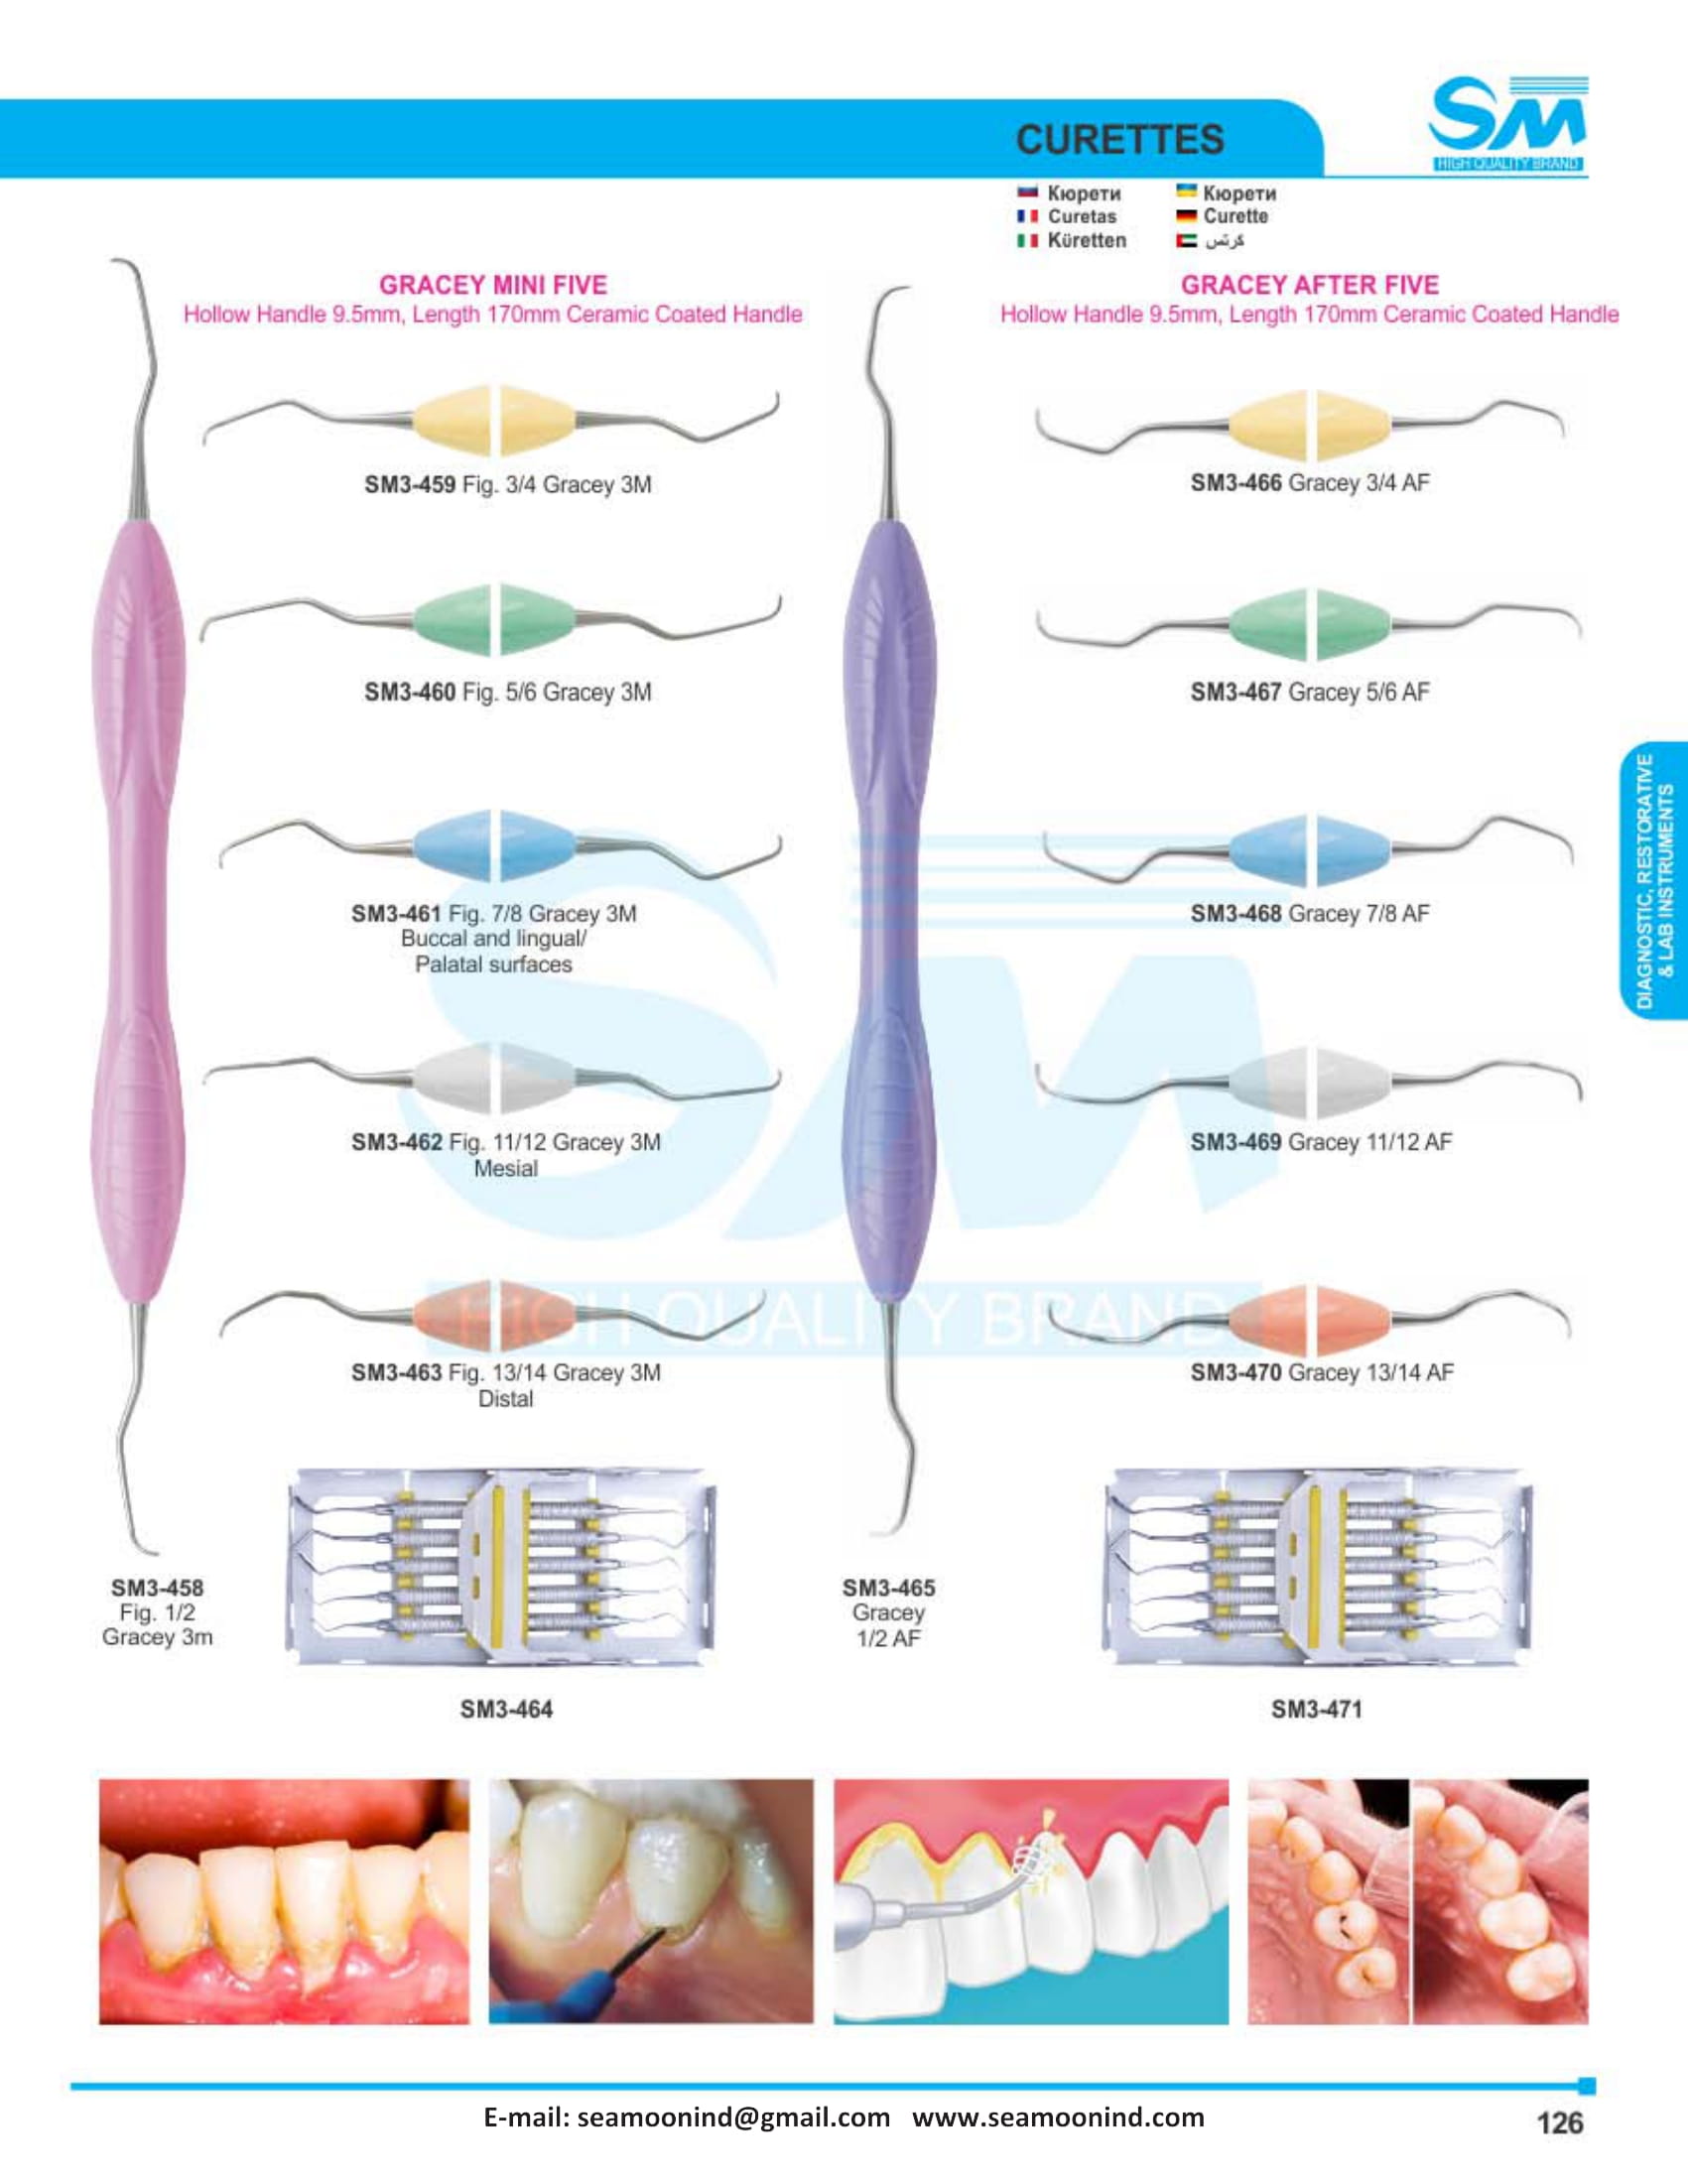 CURETTES
SM
HIGH QUALITY BRAND
Кюрети
Кюрети
Curetas
Curette
Küretten
كرتس
GRACEY MINI FIVE
Hollow Handle 9.5mm, Length 170mm Ceramic Coated Handle
GRACEY AFTER FIVE
Hollow Handle 9.5mm, Length 170mm Ceramic Coated Handle
SM3-459 Fig. 3/4 Gracey 3M
SM3-466 Gracey 3/4 AF
SM3-460 Fig. 5/6 Gracey 3M
SM3-467 Gracey 5/6 AF
DIAGNOSTIC, RESTORATIVE
& LAB INSTRUMENTS
SM3-461 Fig. 7/8 Gracey 3M
Buccal and lingual/
Palatal surfaces
SM3-468 Gracey 7/8 AF
SM
SM3-462 Fig. 11/12 Gracey 3M
Mesial
SM3-469 Gracey 11/12 AF
HIGH QUALITY BRAND
SM3-463 Fig. 13/14 Gracey 3M
Distal
SM3-470 Gracey 13/14 AF
SM3-458
Fig. 1/2
Gracey 3m
SM3-465
Gracey
1/2 AF
SM3-464
SM3-471
E-mail: seamoonind@gmail.com www.seamoonind.com
126